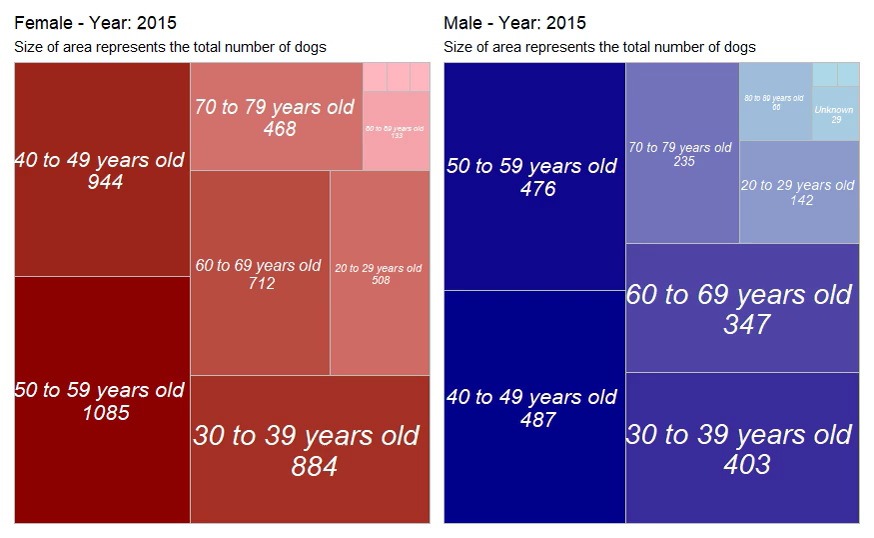 Female - Year: 2015
Size of area represents the total number of dogs
40 to 49 years old
944
50 to 59 years old
1085
70 to 79 years old
468
133
60 to 69 years old
712
20 to 29 years old
508
30 to 39 years old
884
Male - Year: 2015
Size of area represents the total number of dogs
50 to 59 years old
476
40 to 49 years old
487
70 to 79 years old
235
80 to 89 years old
66
Unknown
29
20 to 29 years old
142
60 to 69 years old
347
30 to 39 years old
403